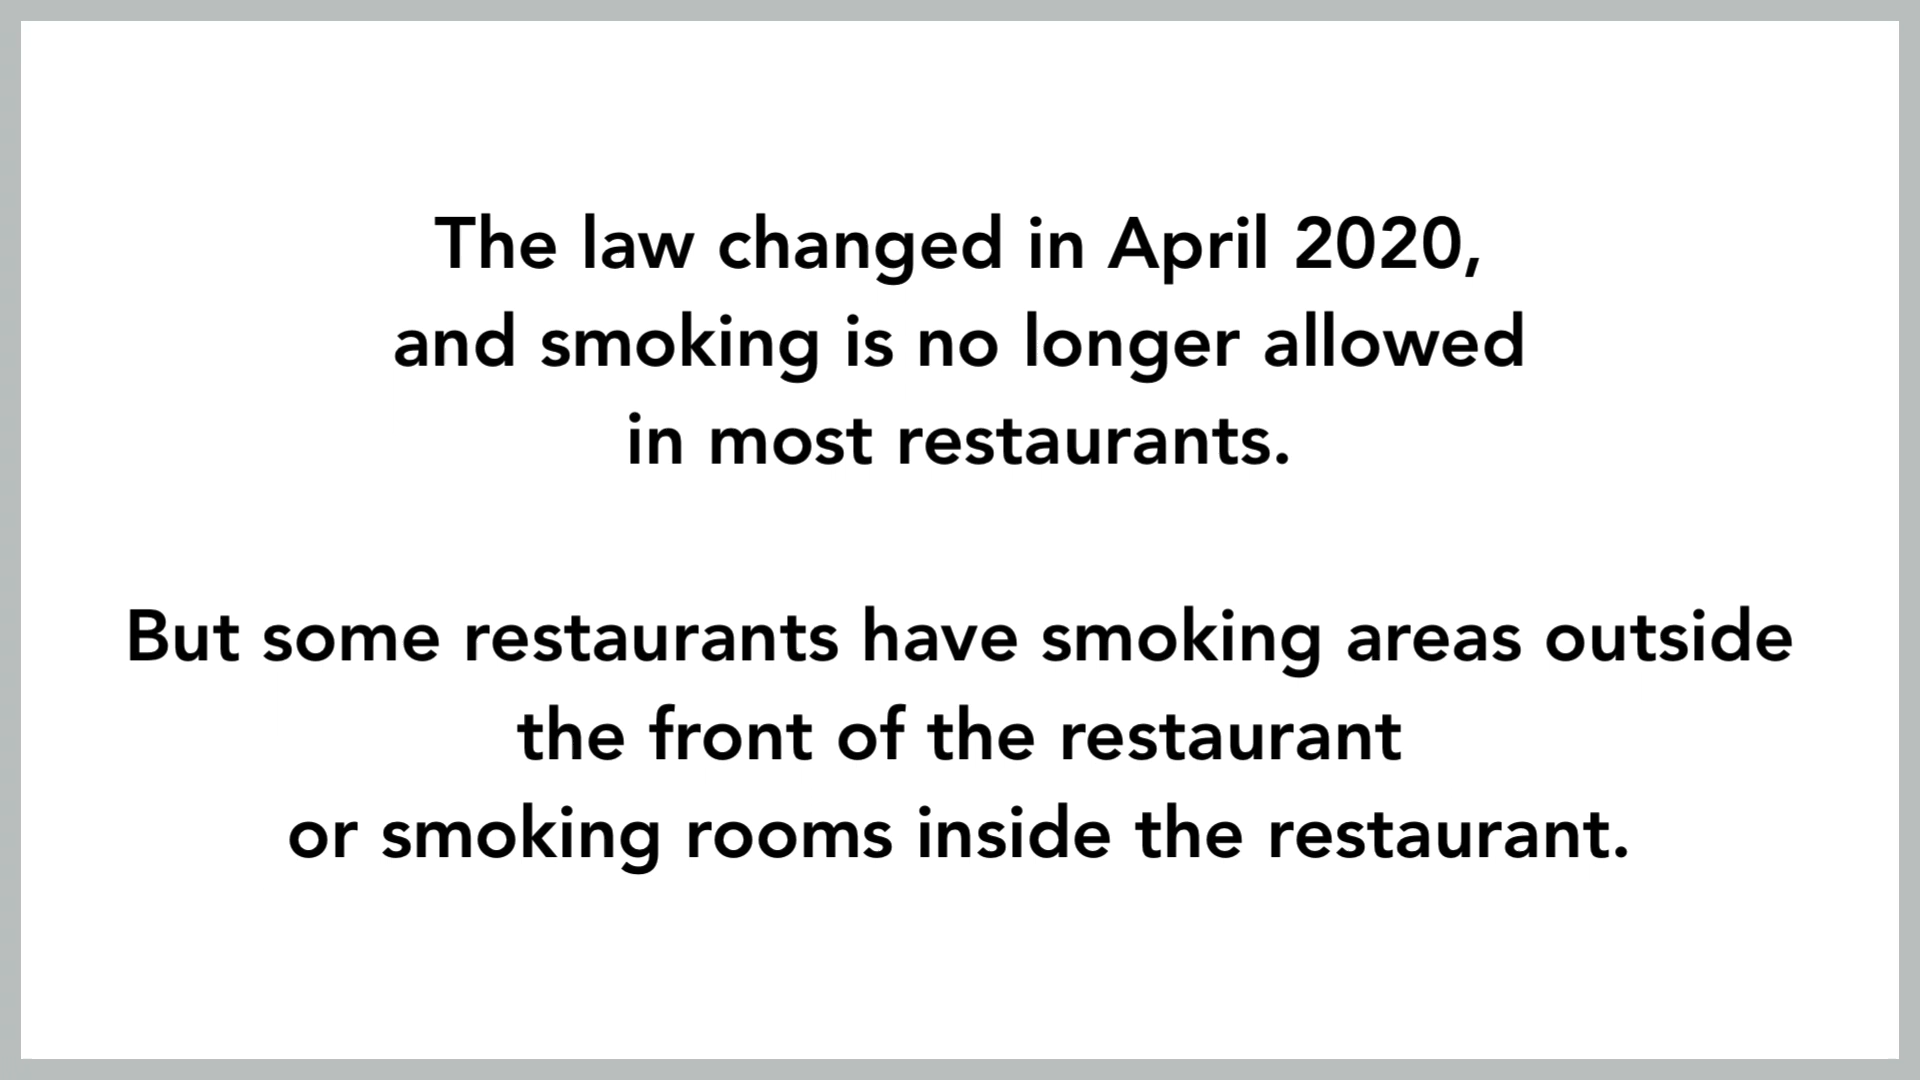 The law changed in April 2020,
and smoking is no longer allowed
in most restaurants.
But some restaurants have smoking areas outside
the front of the restaurant
or smoking rooms inside the restaurant.